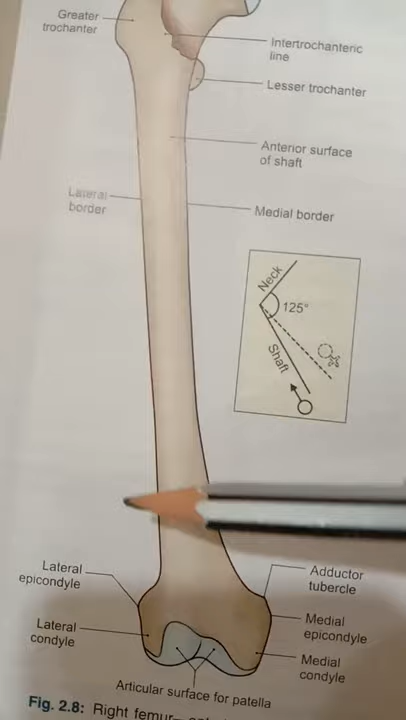 Greater
trochanter
Intertrochanteric
line
Lesser trochanter
Anterior surface
of shaft
Lateral
border
Medial border
Neck
125°
Shaft
Lateral
epicondyle
Adductor
tubercle
Medial
epicondyle
Lateral
condyle
Medial
condyle
Articular surface for patella
Fig. 2.8: Right femur–